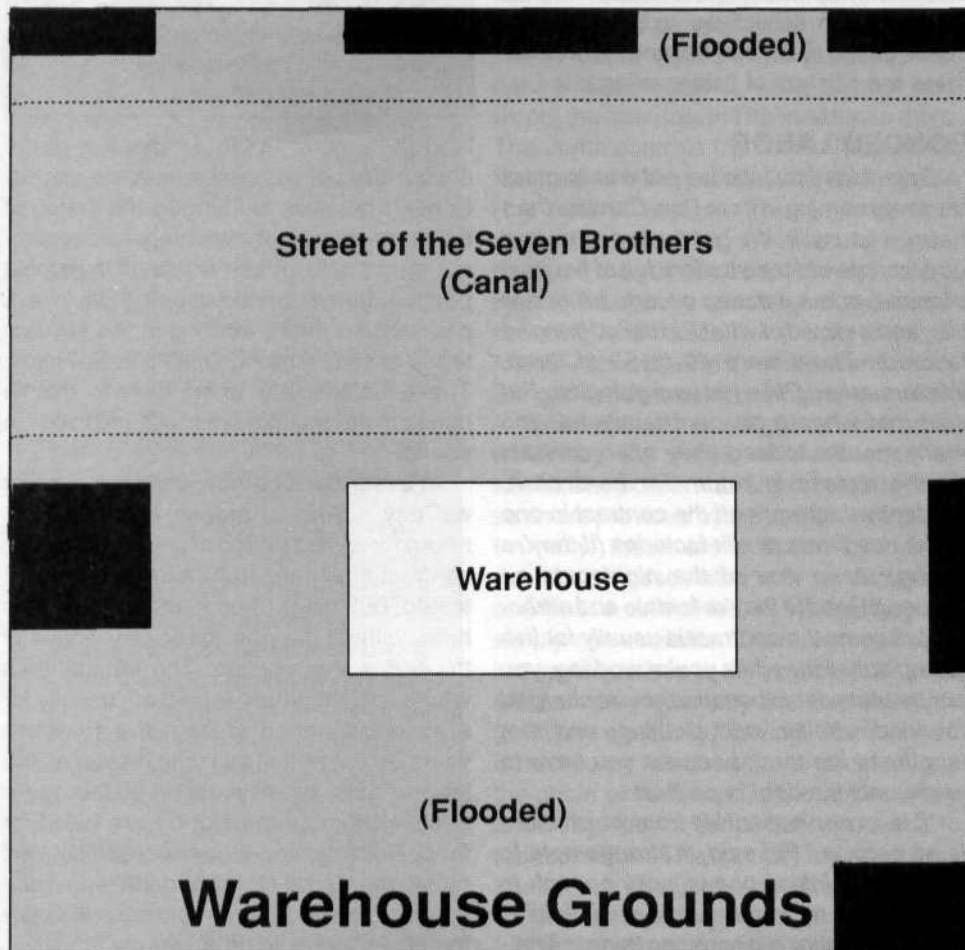 (Flooded)
Street of the Seven Brothers
(Canal)
Warehouse
(Flooded)
Warehouse Grounds